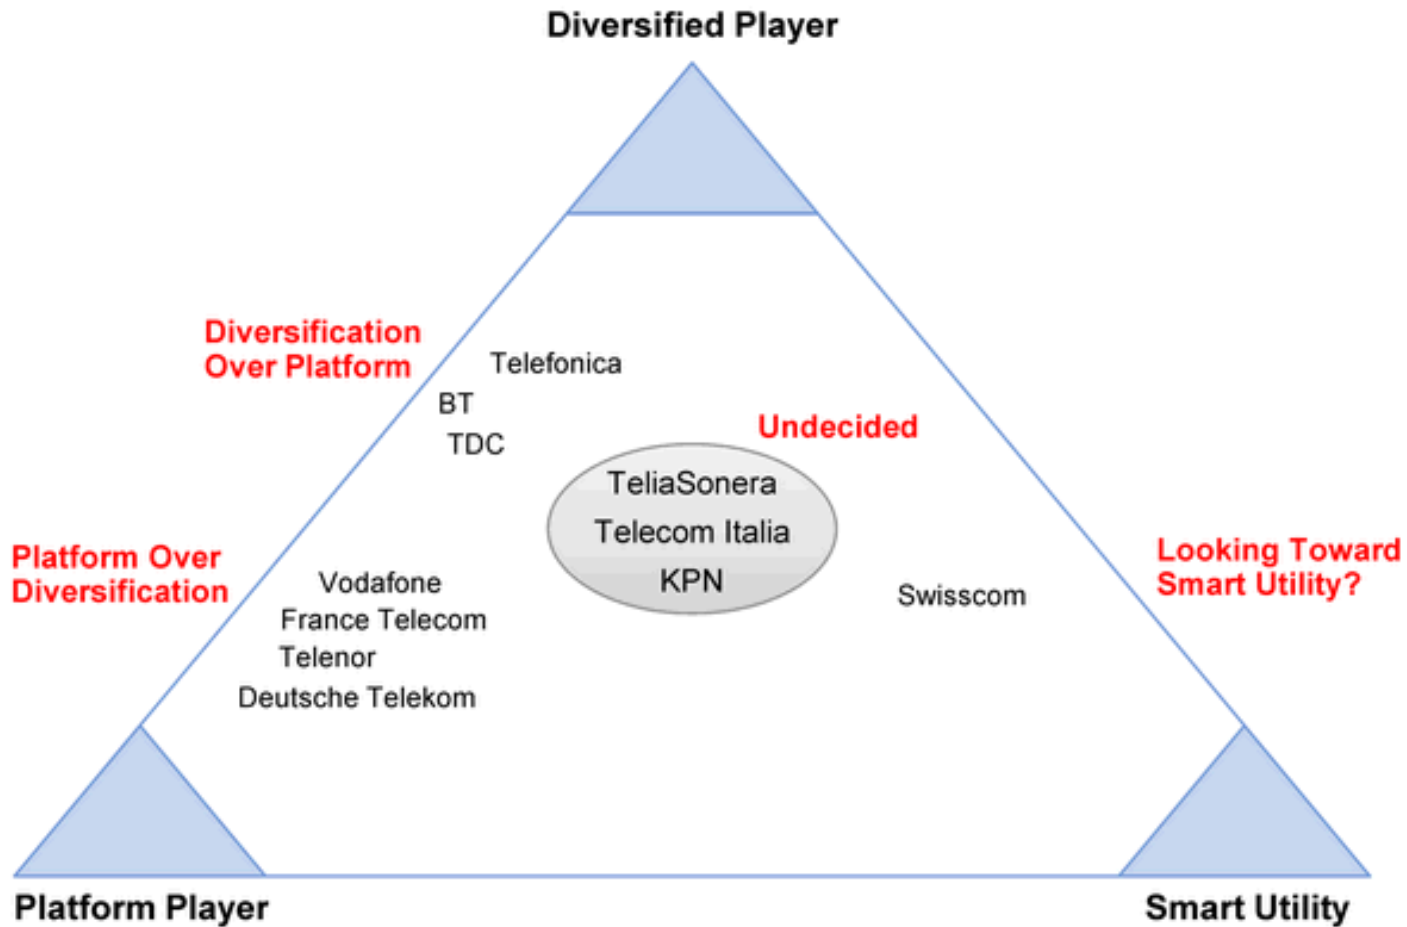 Diversified Player
Diversification
Over Platform
Telefonica
BT
TDC
Undecided
TeliaSonera
Telecom Italia
KPN
Platform Over
Diversification
Vodafone
France Telecom
Telenor
Deutsche Telekom
Swisscom
Looking Toward
Smart Utility?
Platform Player
Smart Utility